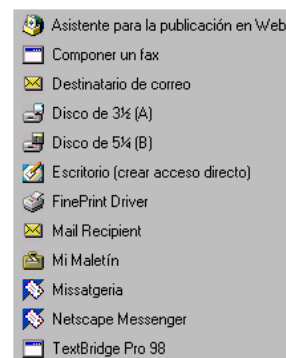 Asistente para la publicación en Web
Componer un fax
Destinatario de correo
Disco de 3½ (A)
Disco de 5¼ (B)
Escritorio (crear acceso directo)
FinePrint Driver
Mail Recipient
Mi Maletín
Missatgeria
Netscape Messenger
TextBridge Pro 98